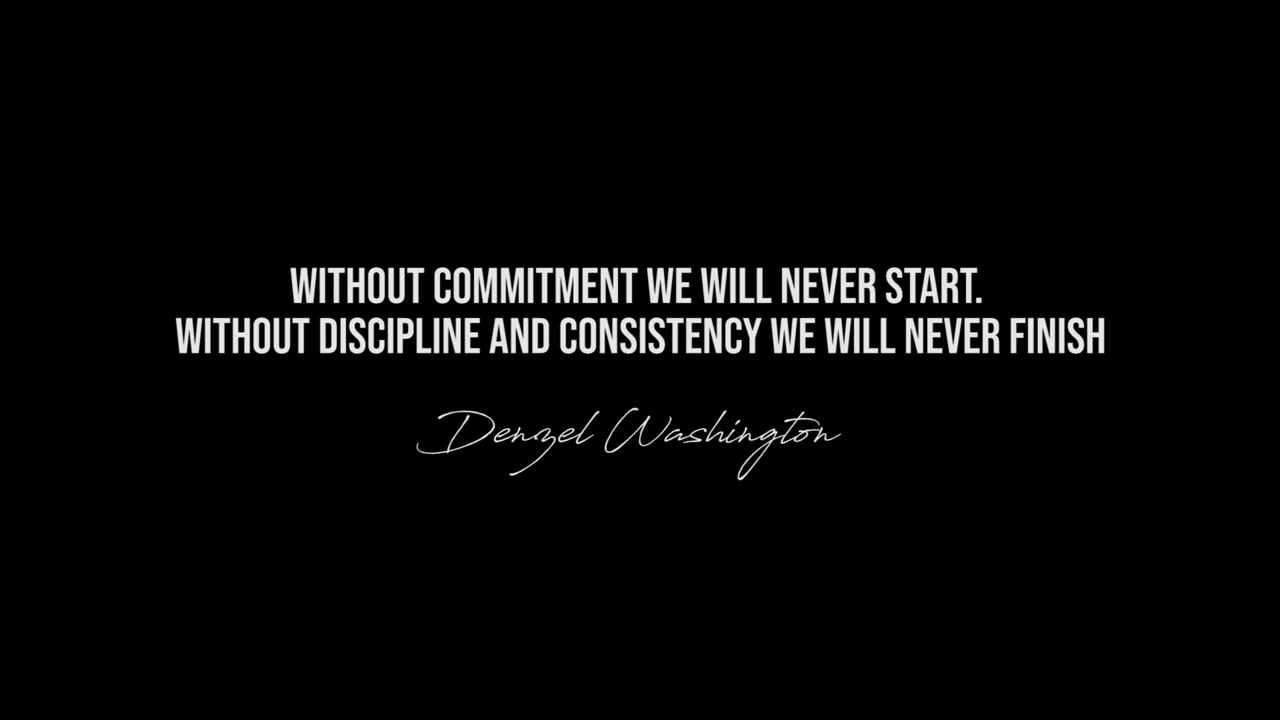 WITHOUT COMMITMENT WE WILL NEVER START.
WITHOUT DISCIPLINE AND CONSISTENCY WE WILL NEVER FINISH
Denzel Washington